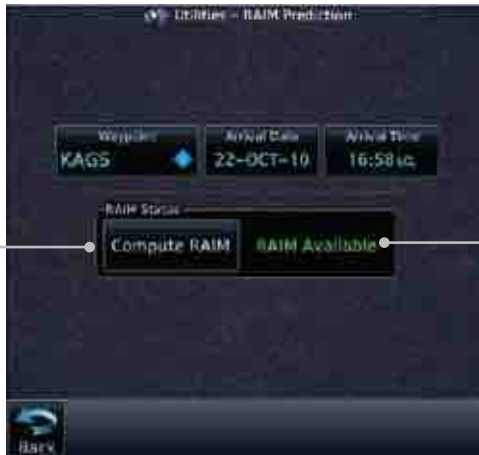 Utilities – RAIM Prediction
Waypoint Arrival Date Arrival Time
KAGS 22-OCT-10 16:58
RAIM Status
Compute RAIM RAIM Available
Back